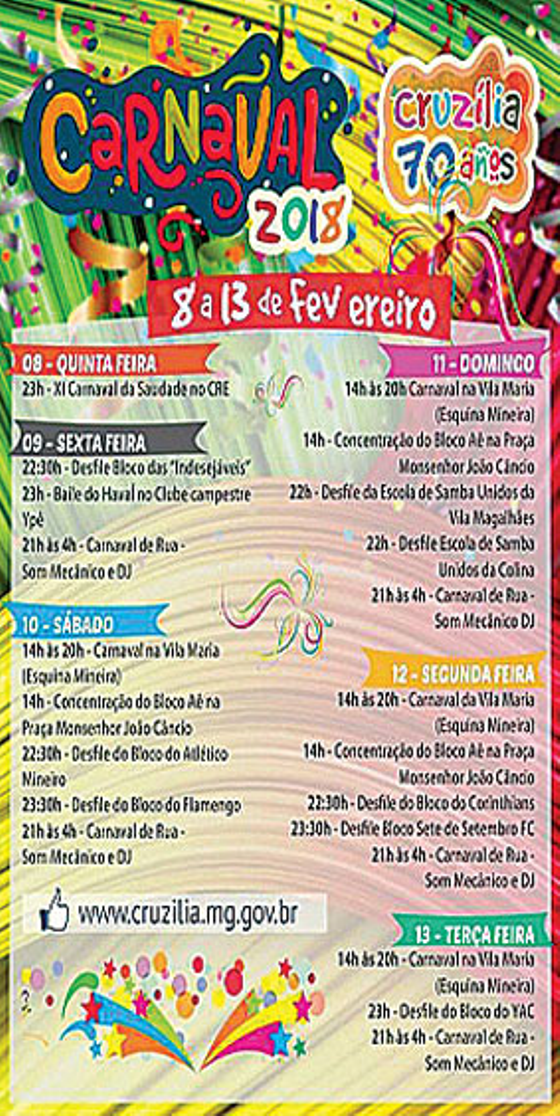 CaRNaVAL
2018
cruzília
70 anos
8 a 13 de fev ereiro
08 - QUINTA FEIRA
23h - XI Carnaval da Saudade no CRE
09 - SEXTA FEIRA
22:30h - Desfile Bloco das "Indesejáveis"
23h - Baile do Havaí no Clube campestre
Ypê
21h às 4h - Carnaval de Rua -
Som Mecânico e DJ
10 - SÁBADO
14h às 20h - Carnaval na Vila Maria
(Esquina Mineira)
14h - Concentração do Bloco Aê na
Praça Monsenhor João Câncio
22:30h - Desfile do Bloco do Atlético
Mineiro
23:30h - Desfile do Bloco do Flamengo
21h às 4h - Carnaval de Rua -
Som Mecânico e DJ
www.cruzilia.mg.gov.br
11 - DOMINGO
14h às 20h Carnaval na Vila Maria
(Esquina Mineira)
14h - Concentração do Bloco Aê na Praça
Monsenhor João Câncio
22h - Desfile da Escola de Samba Unidos da
Vila Magalhães
22h - Desfile Escola de Samba
Unidos da Colina
21h às 4h - Carnaval de Rua -
Som Mecânico DJ
12 - SEGUNDA FEIRA
14h às 20h - Carnaval da Vila Maria
(Esquina Mineira)
14h - Concentração do Bloco Aê na Praça
Monsenhor João Câncio
22:30h - Desfile do Bloco do Corinthians
23:30h - Desfile Bloco Sete de Setembro FC
21h às 4h - Carnaval de Rua -
Som Mecânico e DJ
13 - TERÇA FEIRA
14h às 20h - Carnaval na Vila Maria
(Esquina Mineira)
23h - Desfile do Bloco do YAC
21h às 4h - Carnaval de Rua -
Som Mecânico e DJ